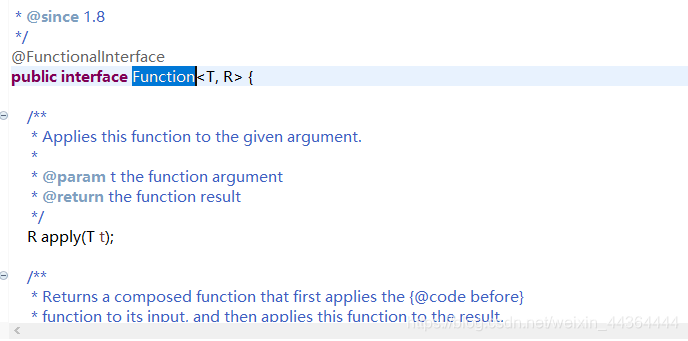 * @since 1.8
*/
@FunctionalInterface
public interface Function<T, R> {
/**
* Applies this function to the given argument.
*
* @param t the function argument
* @return the function result
*/
R apply(T t);
/**
* Returns a composed function that first applies the {@code before}
* function to its input, and then applies this function to the result.
https://blog.csdn.net/weixin_44364444